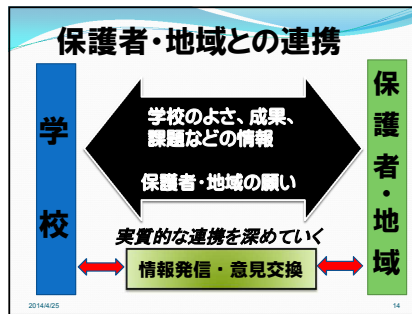 保護者・地域との連携
学校
学校のよさ、成果、
課題などの情報
保護者・地域の願い
保護者・地域
実質的な連携を深めていく
情報発信・意見交換
2014/4/25
14